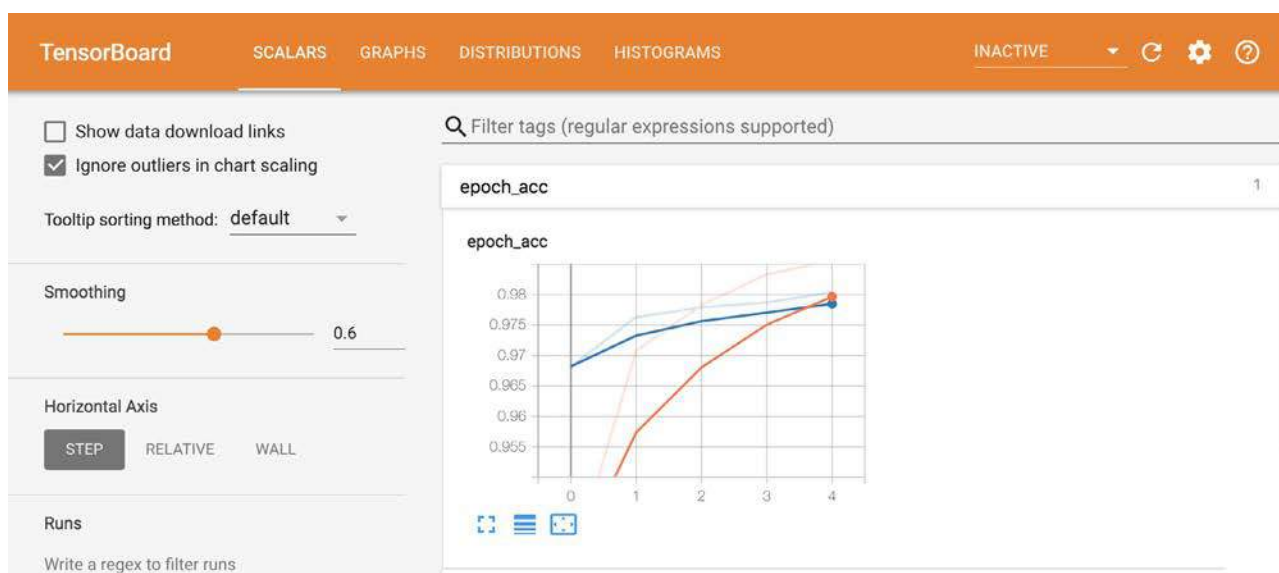 TensorBoard SCALARS GRAPHS DISTRIBUTIONS HISTOGRAMS INACTIVE
Show data download links
Ignore outliers in chart scaling
Tooltip sorting method: default
Smoothing
0.6
Horizontal Axis
STEP RELATIVE WALL
Runs
Write a regex to filter runs
Filter tags (regular expressions supported)
epoch_acc 1
epoch_acc
0.98
0.975
0.97
0.965
0.96
0.955
0 1 2 3 4